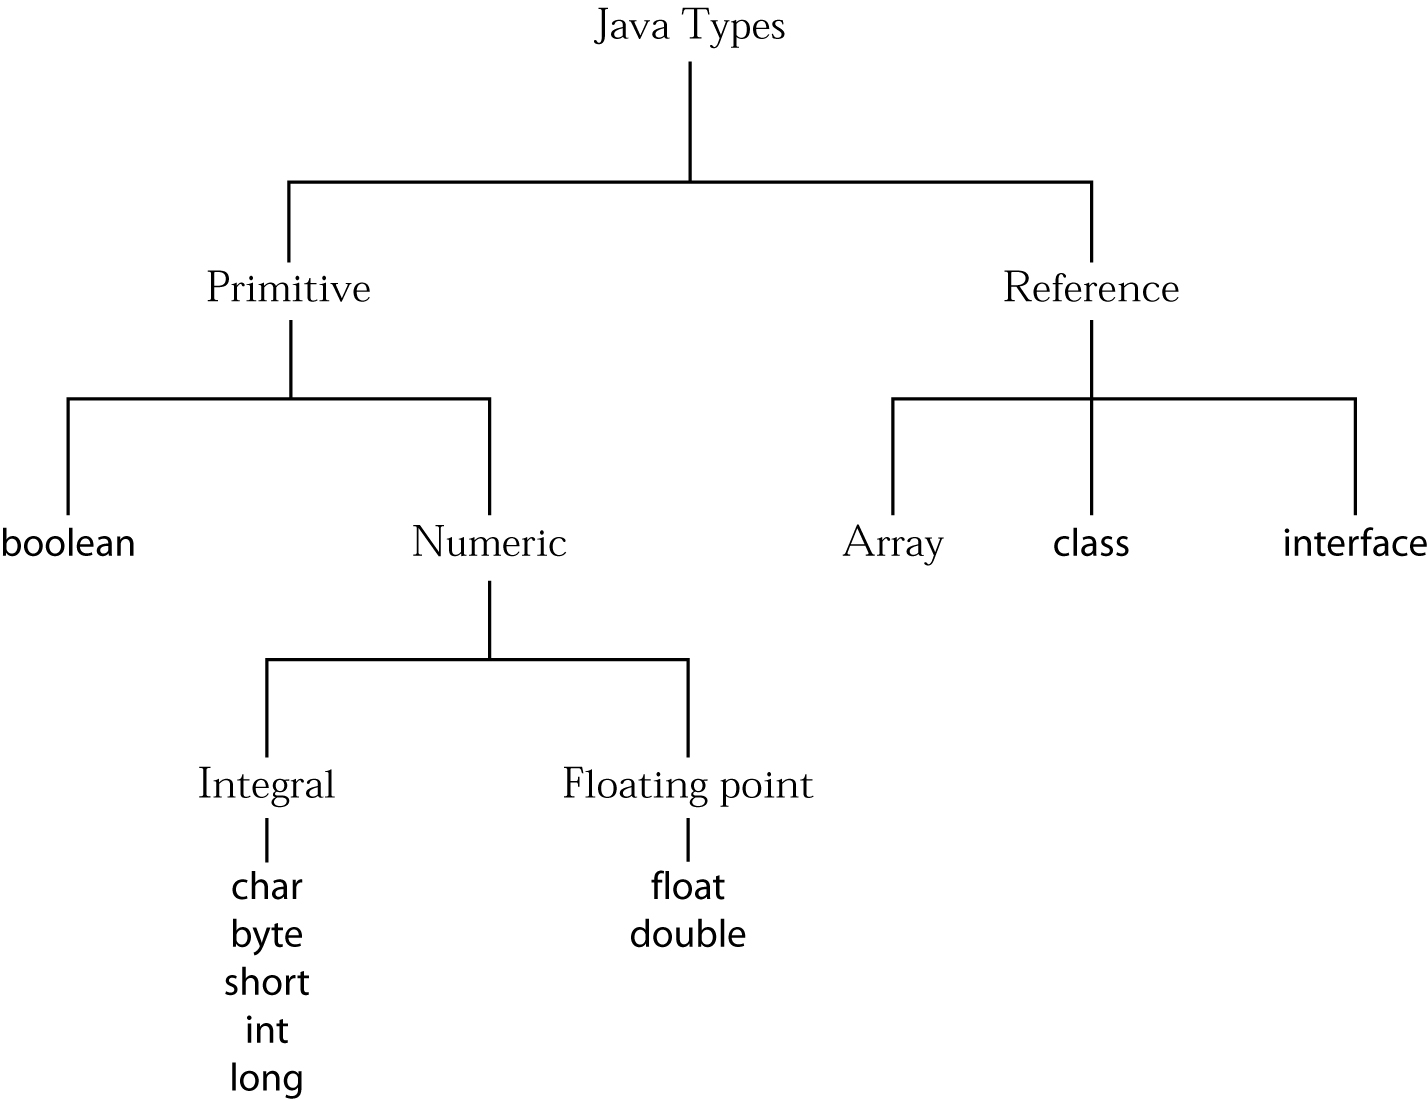 Java Types
Primitive
Reference
boolean
Numeric
Array
class
interface
Integral
Floating point
char
byte
short
int
long
float
double